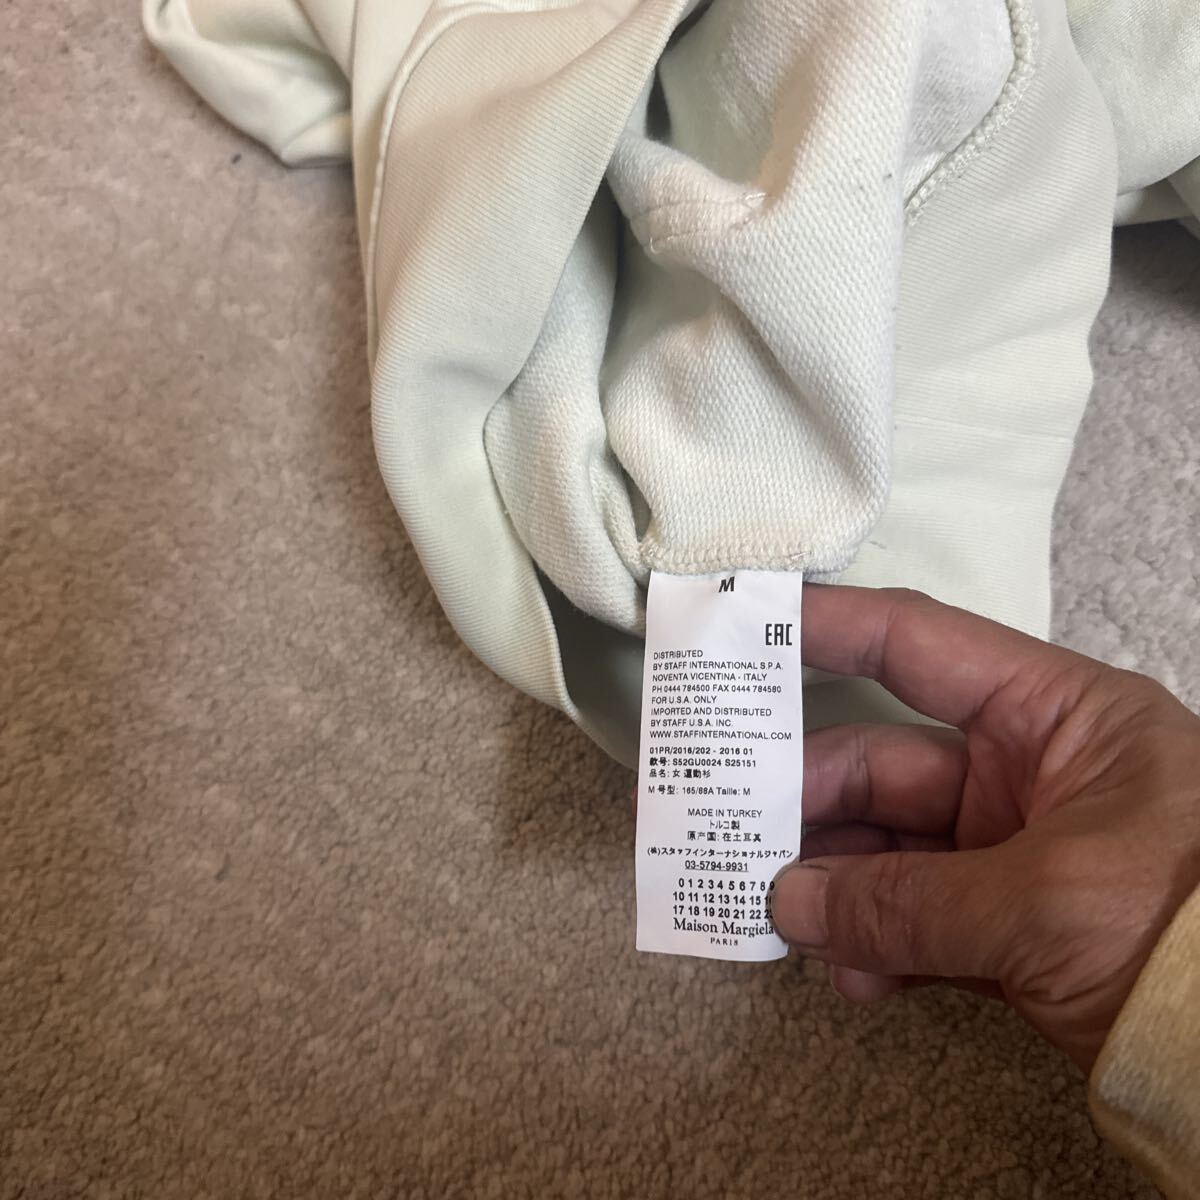 M
EAC
DISTRIBUTED
BY STAFF INTERNATIONAL S.P.A.
NOVENTA VICENTINA - ITALY
PH 0444 784500 FAX 0444 784580
FOR U.S.A. ONLY
IMPORTED AND DISTRIBUTED
BY STAFF U.S.A. INC.
WWW.STAFFINTERNATIONAL.COM
01PR/2016/202 - 2016 01
款号: S52GU0024 S25151
品名: 女 運動衫
M 号型: 165/88A Taille: M
MADE IN TURKEY
トルコ製
原产国: 在土耳其
(株)スタッフインターナショナルジャパン
03-5794-9931
0 1 2 3 4 5 6 7 8 9
10 11 12 13 14 15
17 18 19 20 21 22
Maison Margiela
PARIS